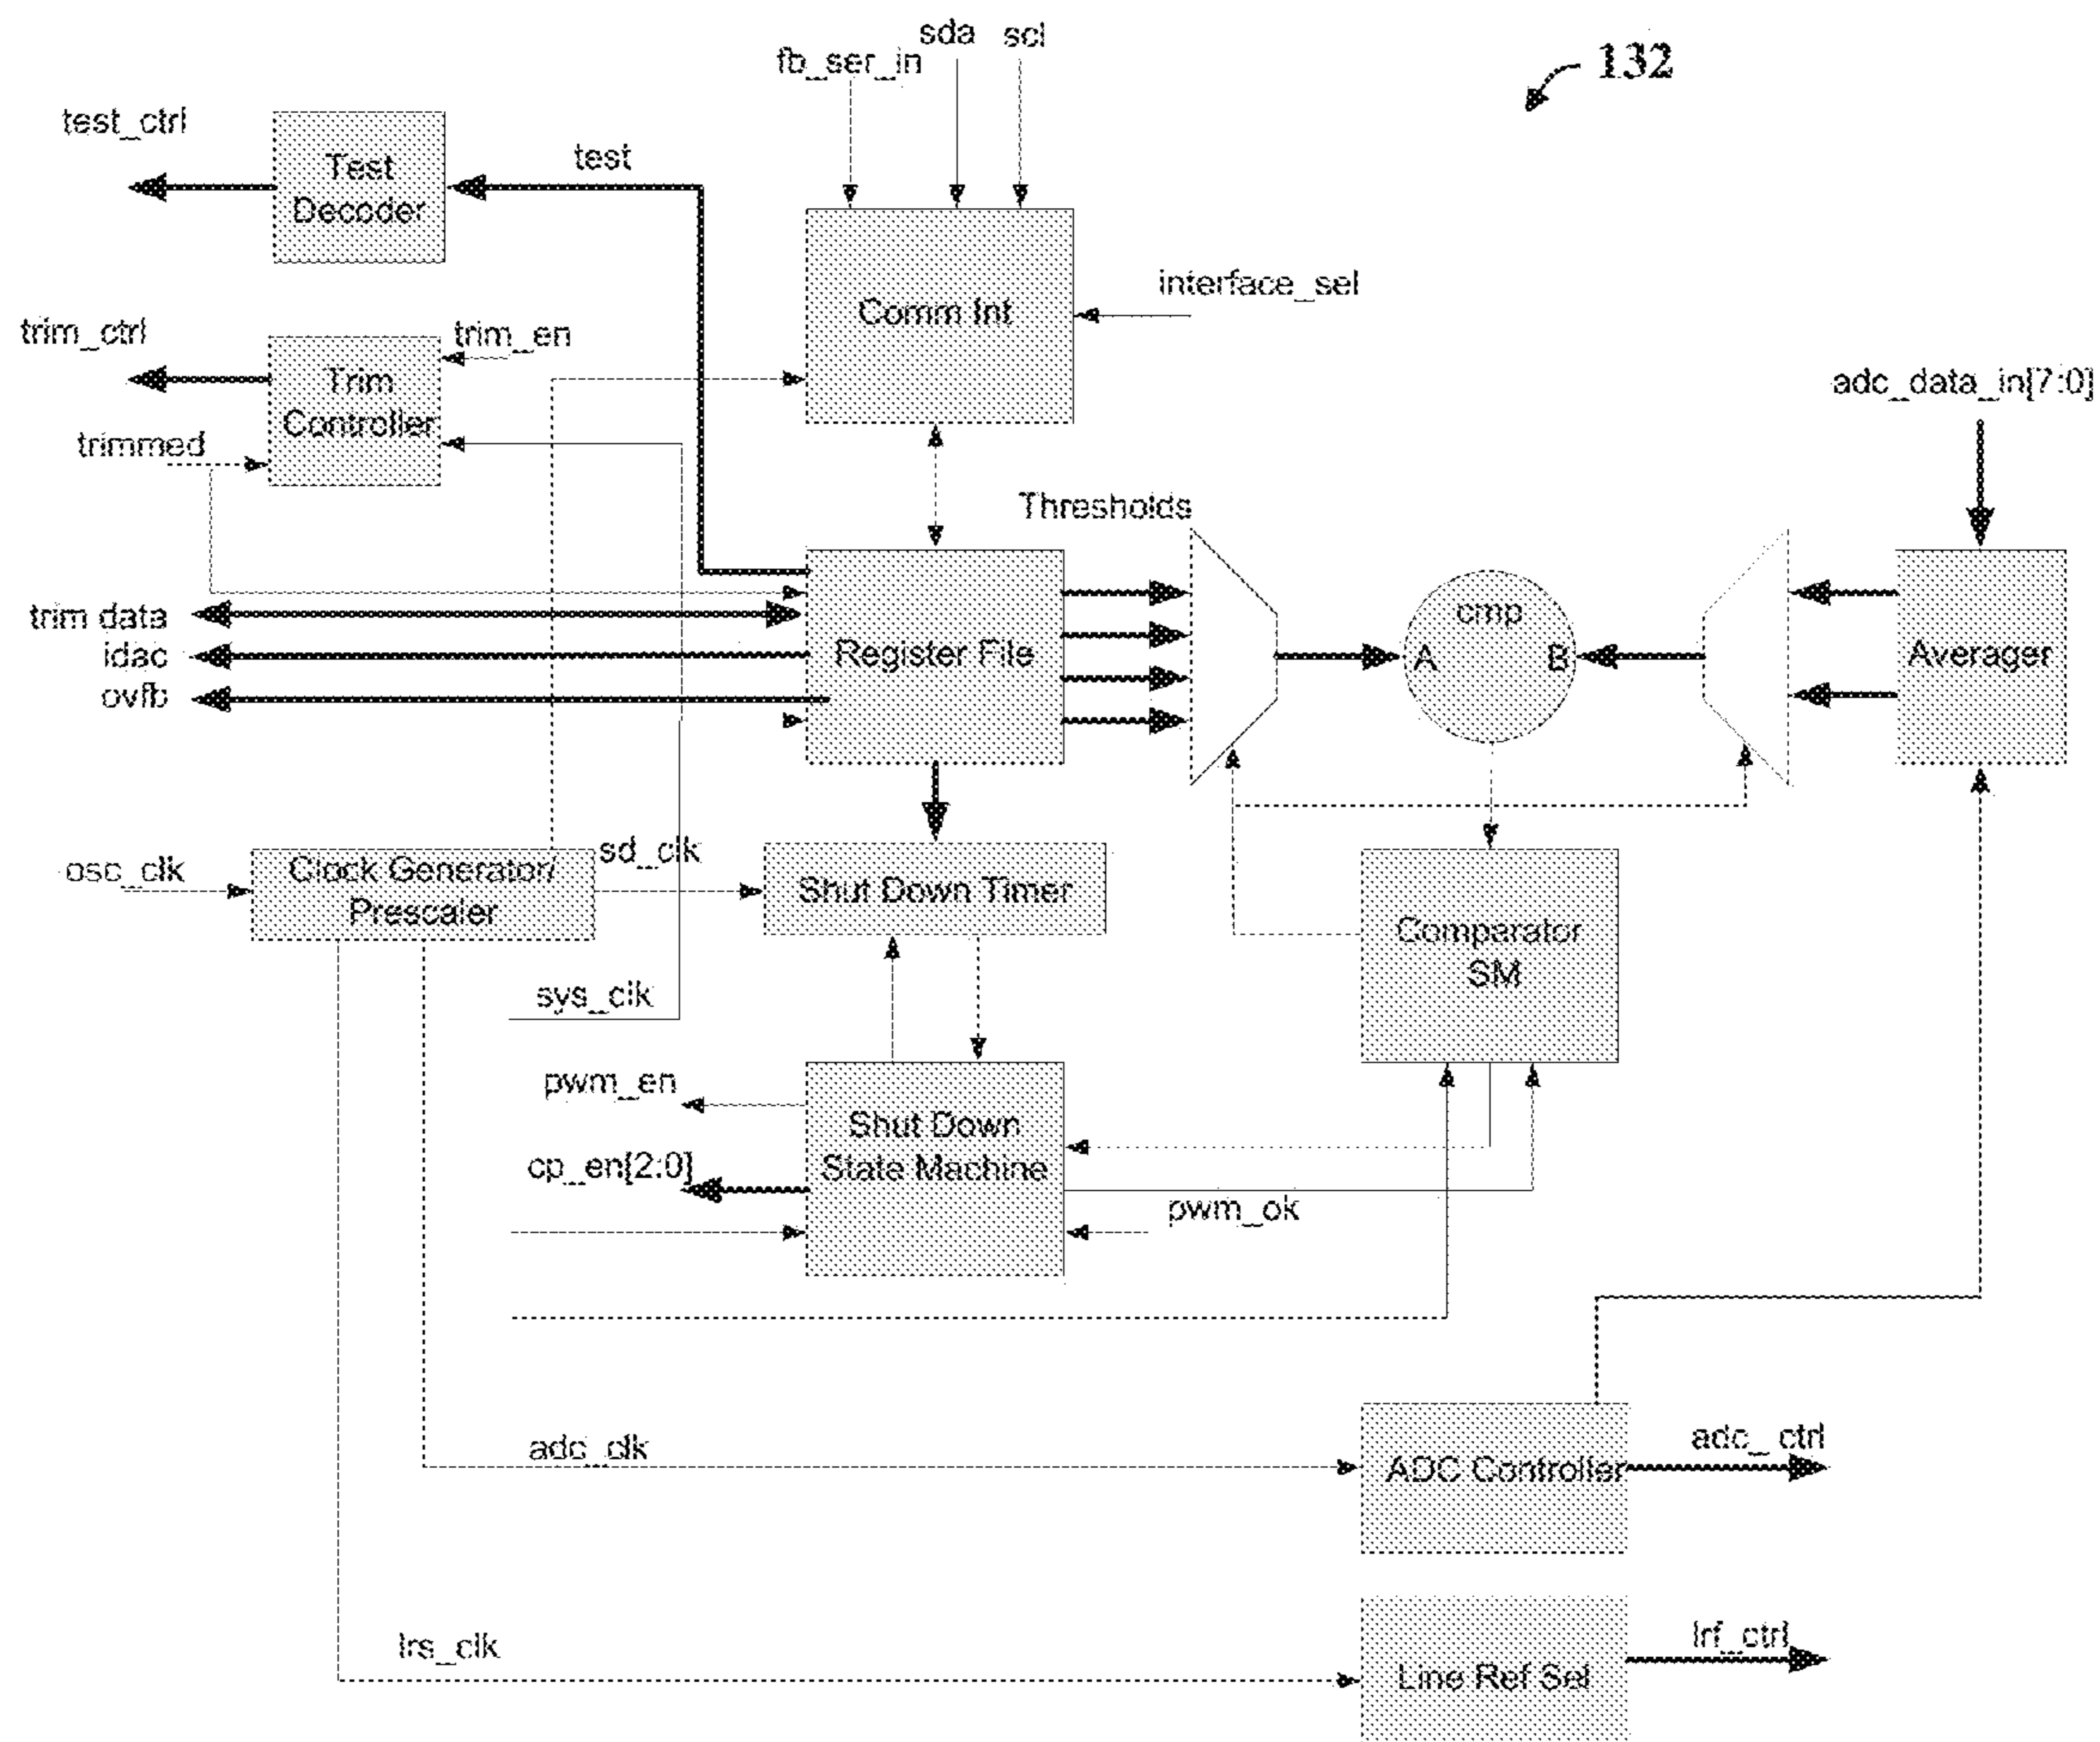 sda scl
fb_ser_in
132
test_ctrl
Test
Decoder
test
interface_sel
Comm Int
trim_ctrl
trim_en
Trim
Controller
adc_data_in[7:0]
trimmed
Thresholds
trim data
idac
ovfb
Register File
cmp
A B
Averager
osc_clk
Clock Generator/
Prescaler
sd_clk
Shut Down Timer
Comparator
SM
sys_clk
pwm_en
Shut Down
State Machine
cp_en[2:0]
pwm_ok
adc_clk
ADC Controller
adc_ ctrl
lrs_clk
Line Ref Sel
lrf_ctrl